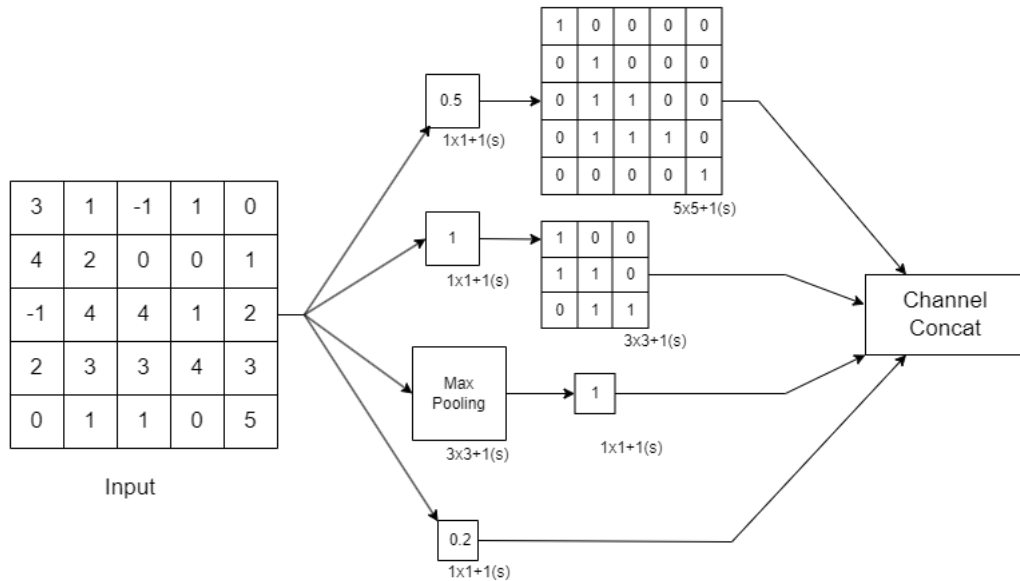 1 0 0 0 0
0 1 0 0 0
0 1 1 0 0
0 1 1 1 0
0 0 0 0 1
5x5+1(s)
0.5
1x1+1(s)
3 1 -1 1 0
4 2 0 0 1
-1 4 4 1 2
2 3 3 4 3
0 1 1 0 5
Input
1
1x1+1(s)
1 0 0
1 1 0
0 1 1
3x3+1(s)
Max
Pooling
3x3+1(s)
1
1x1+1(s)
0.2
1x1+1(s)
Channel
Concat